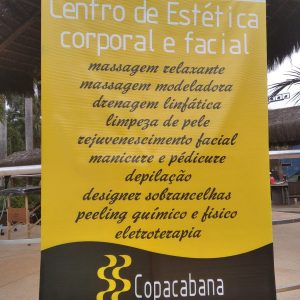 Centro de Estética
corporal e facial
massagem relaxante
massagem modeladora
drenagem linfática
limpeza de pele
rejuvenescimento facial
manicure e pédicure
depilação
designer sobrancelhas
peeling químico e físico
eletroterapia
Copacabana